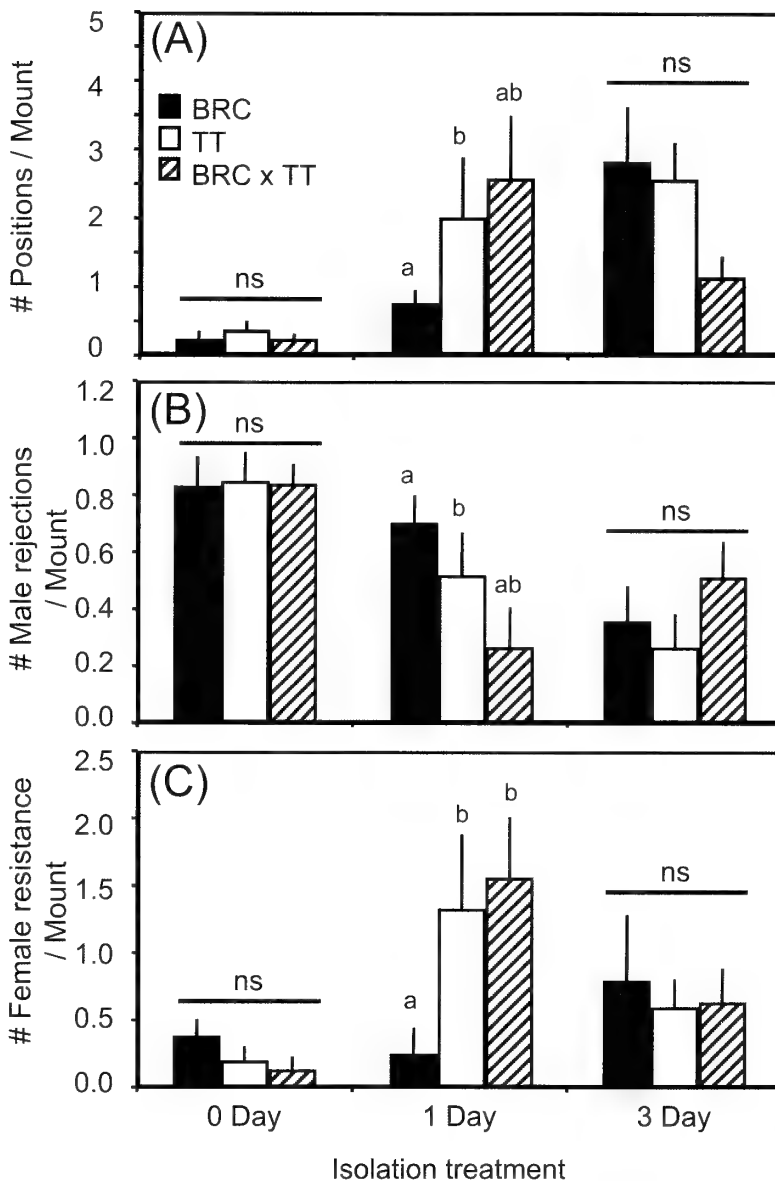 (A)
5
4
3
2
1
0
# Positions / Mount
BRC
TT
BRC x TT
ns
a
b
ab
ns
(B)
1.2
1.0
0.8
0.6
0.4
0.2
0.0
# Male rejections
/ Mount
ns
a
b
ab
ns
(C)
2.5
2.0
1.5
1.0
0.5
0.0
# Female resistance
/ Mount
ns
a
b
b
ns
0 Day
1 Day
3 Day
Isolation treatment